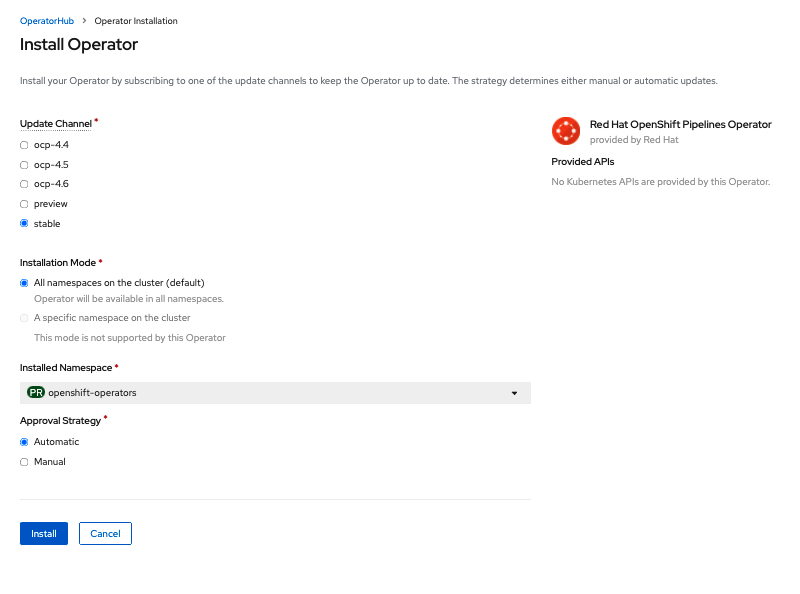 OperatorHub > Operator Installation
Install Operator
Install your Operator by subscribing to one of the update channels to keep the Operator up to date. The strategy determines either manual or automatic updates.
Update Channel *
ocp-4.4
ocp-4.5
ocp-4.6
preview
stable
Installation Mode *
All namespaces on the cluster (default)
Operator will be available in all namespaces.
A specific namespace on the cluster
This mode is not supported by this Operator
Installed Namespace *
PR openshift-operators
Approval Strategy *
Automatic
Manual
Install Cancel
Red Hat OpenShift Pipelines Operator
provided by Red Hat
Provided APIs
No Kubernetes APIs are provided by this Operator.